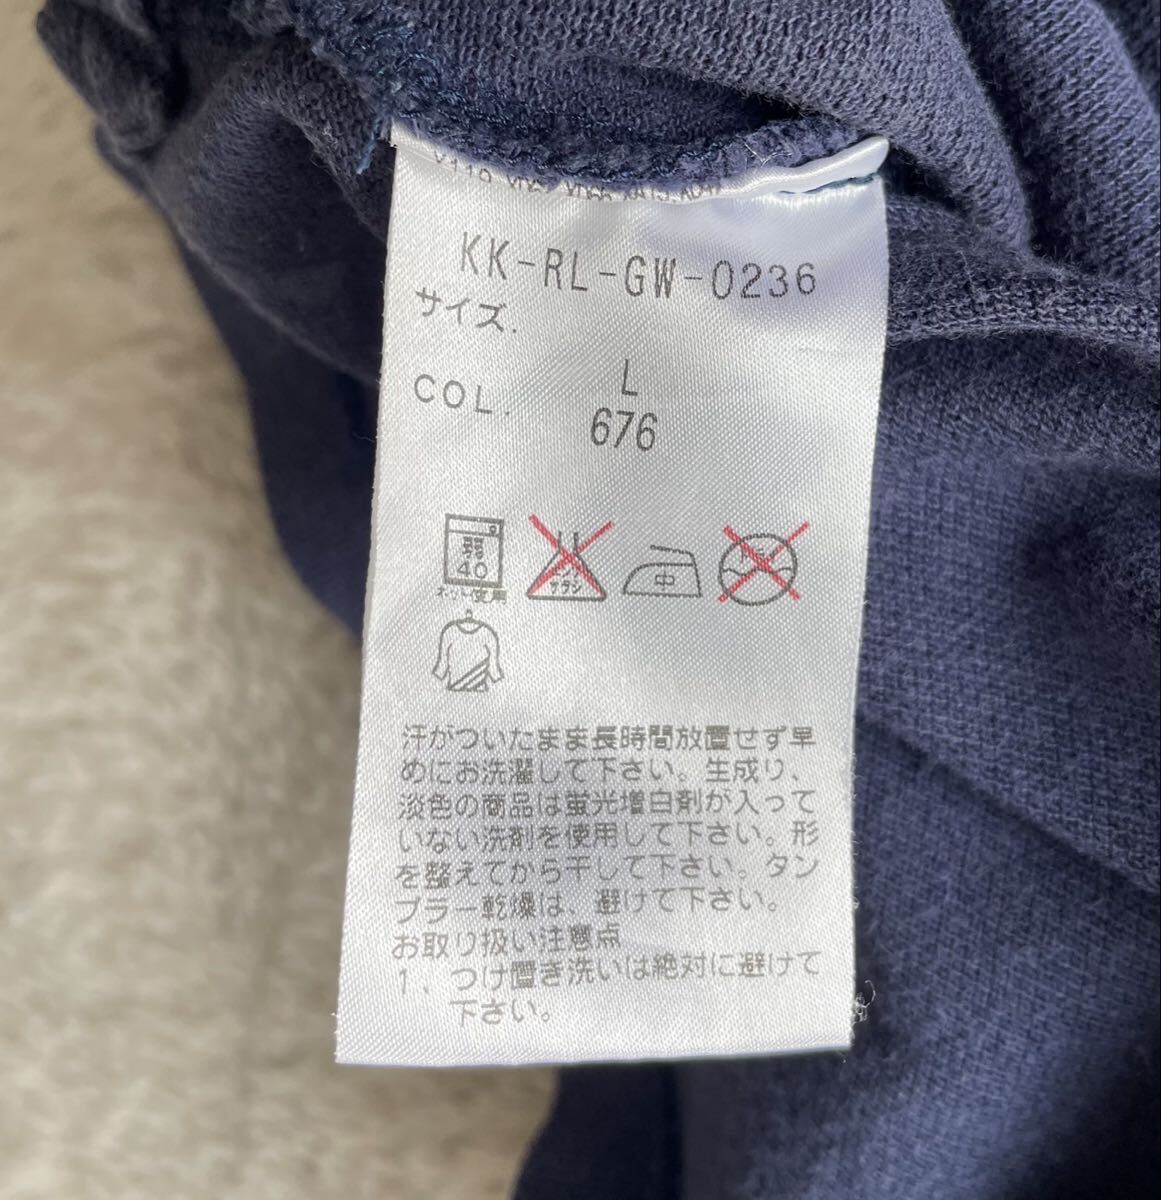 KK-RL-GW-0236
サイズ.
L
COL.
676
弱
40
ネット使用
中
汗がついたまま長時間放置せず早
めにお洗濯して下さい。生成り、
淡色の商品は蛍光増白剤が入って
いない洗剤を使用して下さい。形
を整えてから干して下さい。タン
ブラー乾燥は、避けて下さい。
お取り扱い注意点
1、つけ置き洗いは絶対に避けて
下さい。